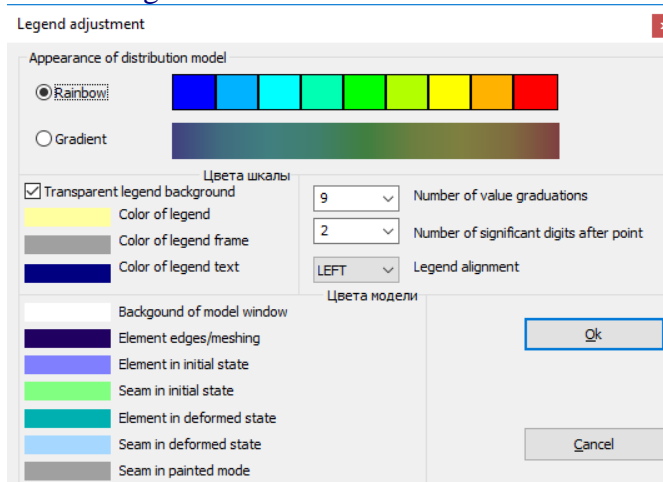 Legend adjustment
Appearance of distribution model
Rainbow
Gradient
Цвета шкалы
Transparent legend background
Color of legend
Color of legend frame
Color of legend text
9 Number of value graduations
2 Number of significant digits after point
LEFT Legend alignment
Цвета модели
Backgound of model window
Element edges/meshing
Element in initial state
Seam in initial state
Element in deformed state
Seam in deformed state
Seam in painted mode
Ok
Cancel